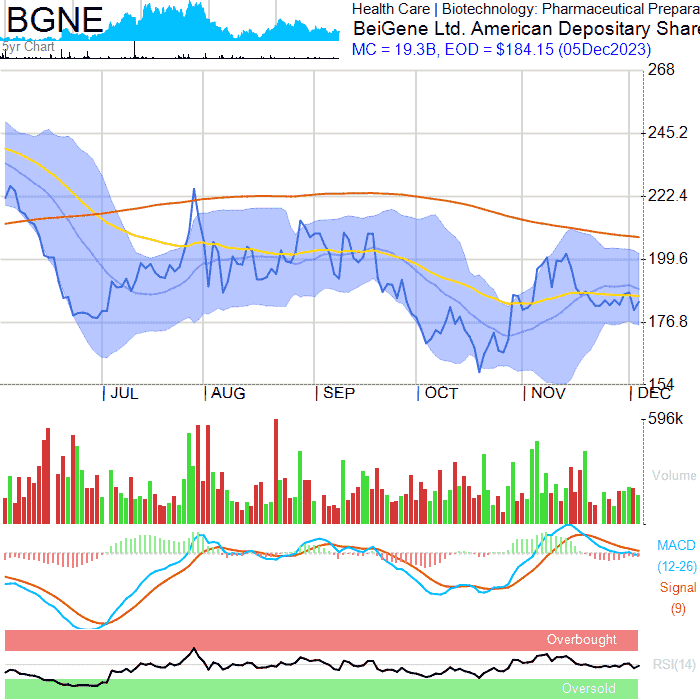 BGNE
Health Care | Biotechnology: Pharmaceutical Prepara
BeiGene Ltd. American Depositary Share
5yr Chart
MC = 19.3B, EOD = $184.15 (05Dec2023)
268
245.2
222.4
199.6
176.8
154
JUL AUG SEP OCT NOV DEC
596k
Volume
MACD
(12-26)
Signal
(9)
Overbought
RSI(14)
Oversold